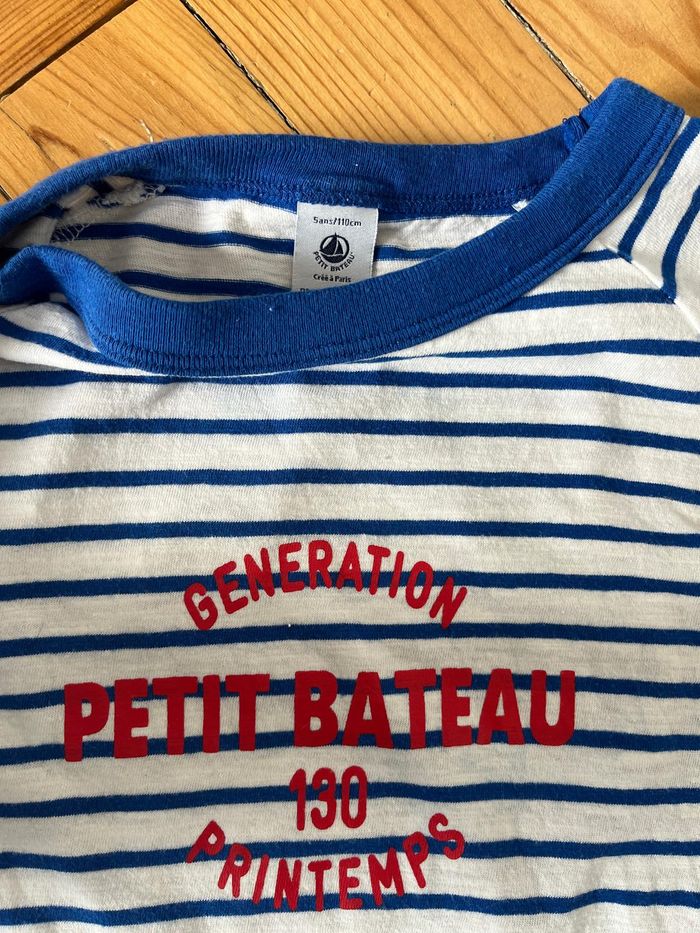 5ans/110cm
PETIT BATEAU
Créé à Paris
GENERATION
PETIT BATEAU
130
PRINTEMPS